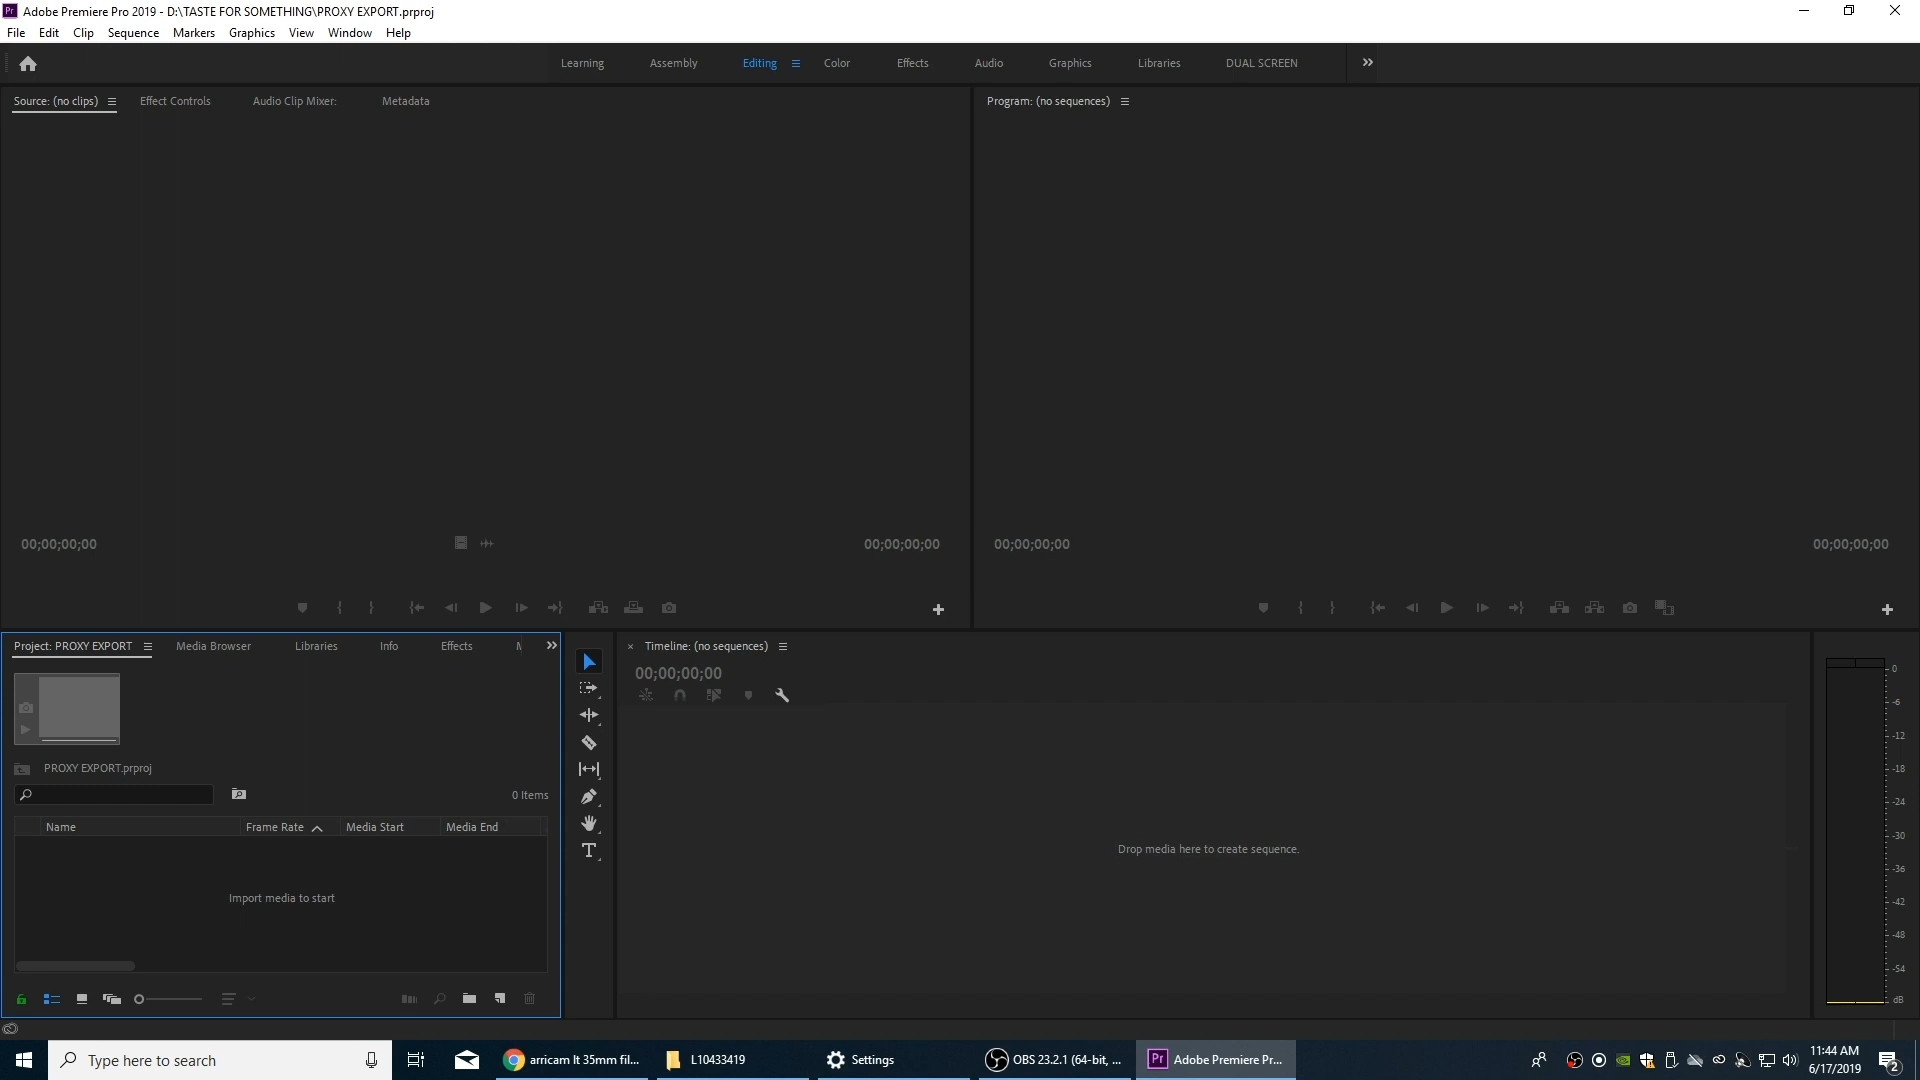 Pr Adobe Premiere Pro 2019 - D:\TASTE FOR SOMETHING\PROXY EXPORT.prproj
File Edit Clip Sequence Markers Graphics View Window Help
Learning Assembly Editing Color Effects Audio Graphics Libraries DUAL SCREEN
Source: (no clips) Effect Controls Audio Clip Mixer: Metadata
Program: (no sequences)
00;00;00;00 00;00;00;00
00;00;00;00 00;00;00;00
Project: PROXY EXPORT Media Browser Libraries Info Effects
PROXY EXPORT.prproj
0 Items
Name Frame Rate Media Start Media End
Import media to start
Timeline: (no sequences)
00;00;00;00
Drop media here to create sequence.
0
-6
-12
-18
-24
-30
-36
-42
-48
-54
dB
Type here to search
arricam lt 35mm fil...
L10433419
Settings
OBS 23.2.1 (64-bit, ...
Pr Adobe Premiere Pr...
11:44 AM
6/17/2019
2